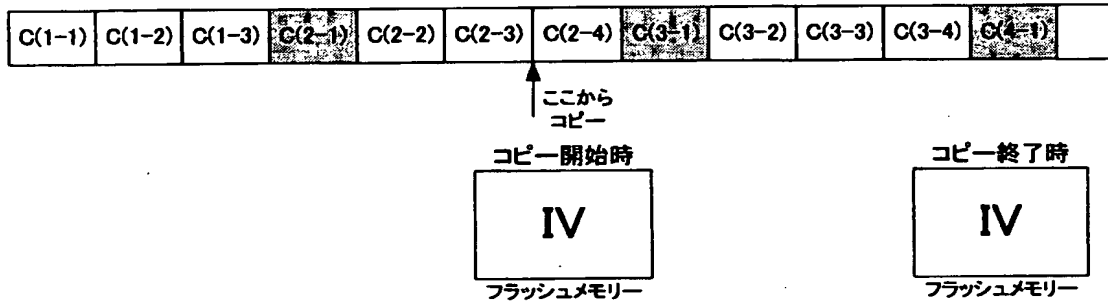 C(1-1) C(1-2) C(1-3) C(2-1) C(2-2) C(2-3) C(2-4) C(3-1) C(3-2) C(3-3) C(3-4) C(4-1)
ここから
コピー
コピー開始時
IV
フラッシュメモリー
コピー終了時
IV
フラッシュメモリー